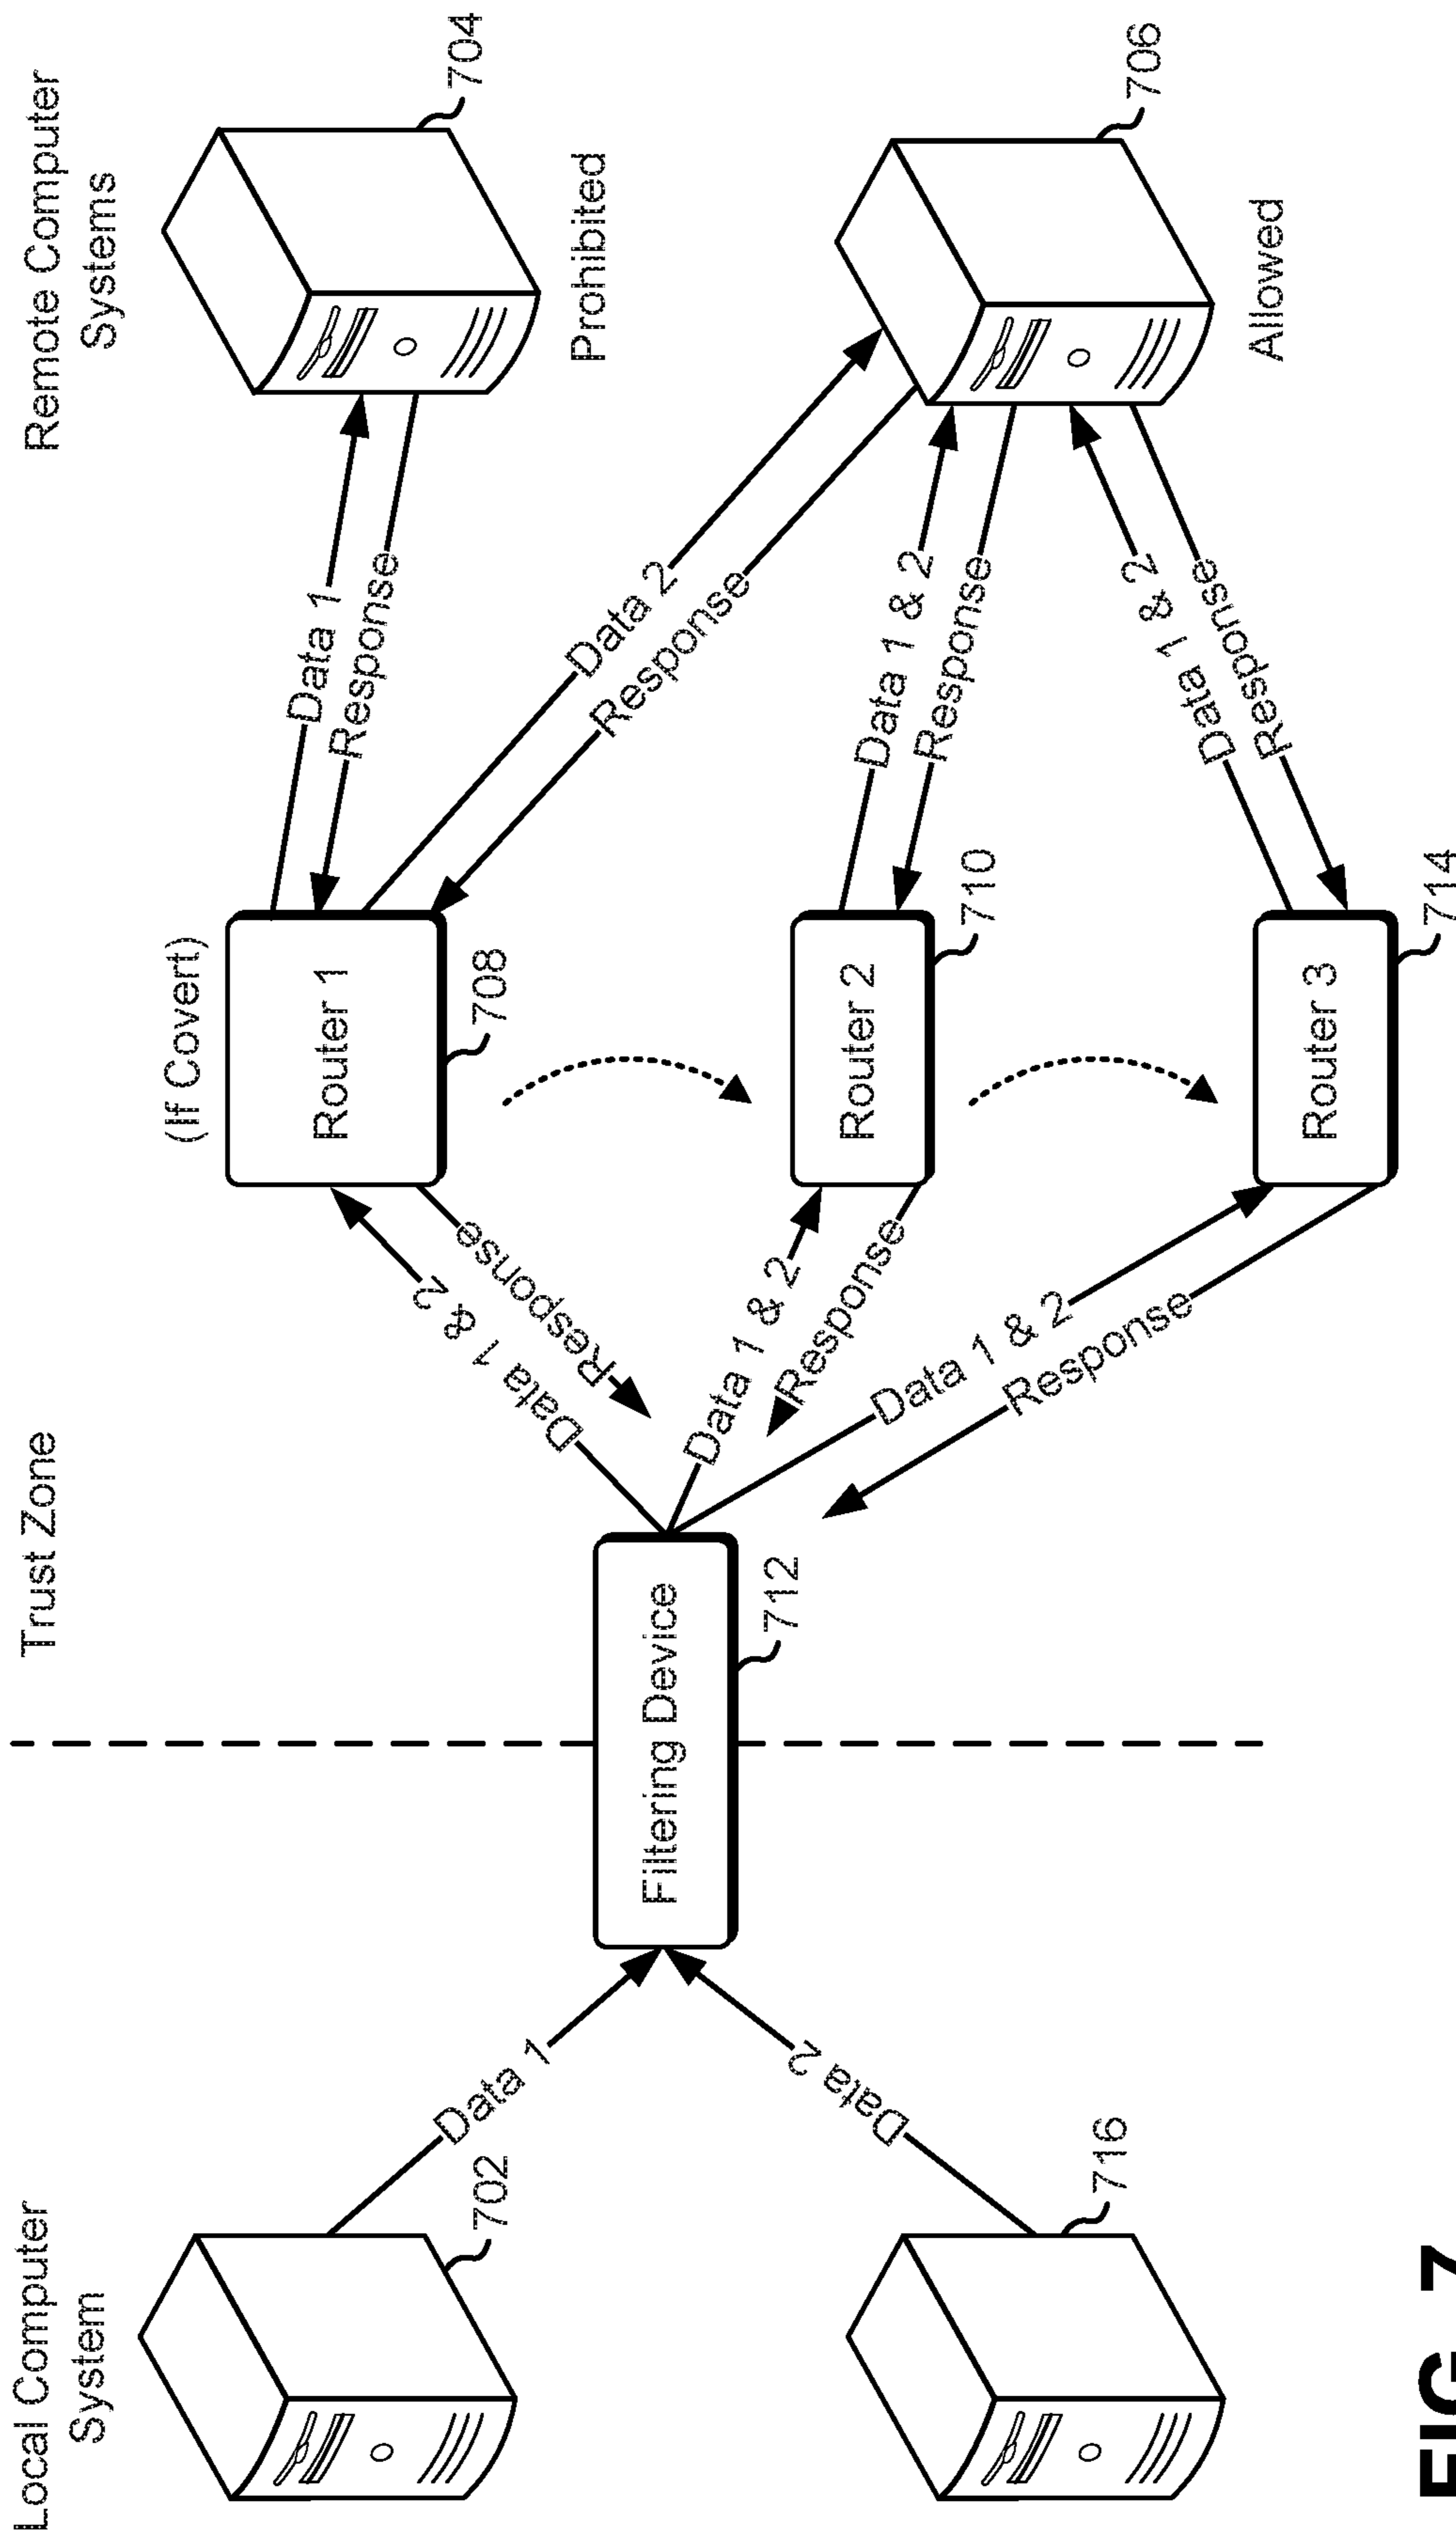 Local Computer
System
Trust Zone
Remote Computer
Systems
702
Data 1
716
Data 2
Filtering Device
712
Data 1 & 2
Response
Data 1 & 2
Response
Data 1 & 2
Response
(If Covert)
Router 1
708
Router 2
710
Router 3
714
Data 1
Response
Data 2
Response
Data 1 & 2
Response
Data 1 & 2
Response
704
Prohibited
706
Allowed
FIG. 7